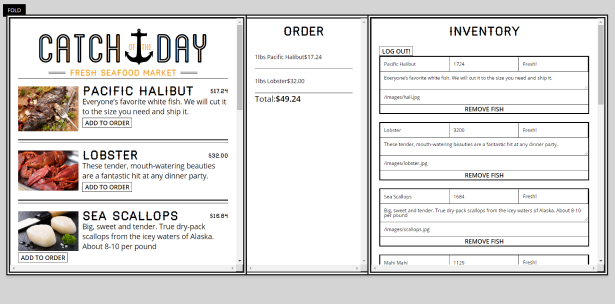 FOLD
CATCH OF THE DAY
FRESH SEAFOOD MARKET
PACIFIC HALIBUT $17.24
Everyone's favorite white fish. We will cut it
to the size you need and ship it.
ADD TO ORDER
LOBSTER $32.00
These tender, mouth-watering beauties
are a fantastic hit at any dinner party.
ADD TO ORDER
SEA SCALLOPS $16.84
Big, sweet and tender. True dry-pack
scallops from the icey waters of Alaska.
About 8-10 per pound
ADD TO ORDER
ORDER
1lbs Pacific Halibut$17.24
1lbs Lobster$32.00
Total:$49.24
INVENTORY
LOG OUT!
Pacific Halibut 1724 Fresh!
Everyone's favorite white fish. We will cut it to the size you need and ship it.
/images/hali.jpg
REMOVE FISH
Lobster 3200 Fresh!
These tender, mouth-watering beauties are a fantastic hit at any dinner party.
/images/lobster.jpg
REMOVE FISH
Sea Scallops 1684 Fresh!
Big, sweet and tender. True dry-pack scallops from the icey waters of Alaska. About 8-10
per pound
/images/scallops.jpg
REMOVE FISH
Mahi Mahi 1129 Fresh!